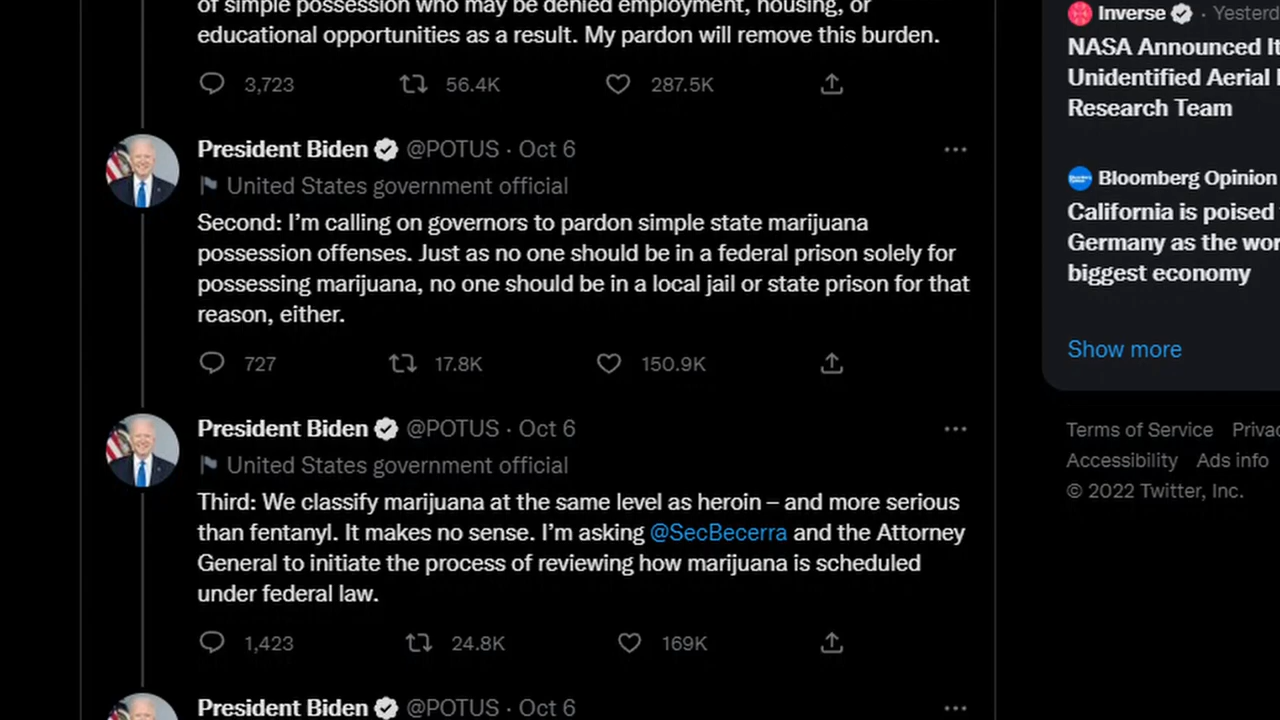 of simple possession who may be denied employment, housing, or
educational opportunities as a result. My pardon will remove this burden.
3,723 56.4K 287.5K
President Biden @POTUS · Oct 6
United States government official
Second: I'm calling on governors to pardon simple state marijuana
possession offenses. Just as no one should be in a federal prison solely for
possessing marijuana, no one should be in a local jail or state prison for that
reason, either.
727 17.8K 150.9K
President Biden @POTUS · Oct 6
United States government official
Third: We classify marijuana at the same level as heroin – and more serious
than fentanyl. It makes no sense. I'm asking @SecBecerra and the Attorney
General to initiate the process of reviewing how marijuana is scheduled
under federal law.
1,423 24.8K 169K
President Biden @POTUS · Oct 6
Inverse · Yesterd
NASA Announced It
Unidentified Aerial
Research Team
Bloomberg Opinion
California is poised
Germany as the wor
biggest economy
Show more
Terms of Service Privac
Accessibility Ads info
© 2022 Twitter, Inc.